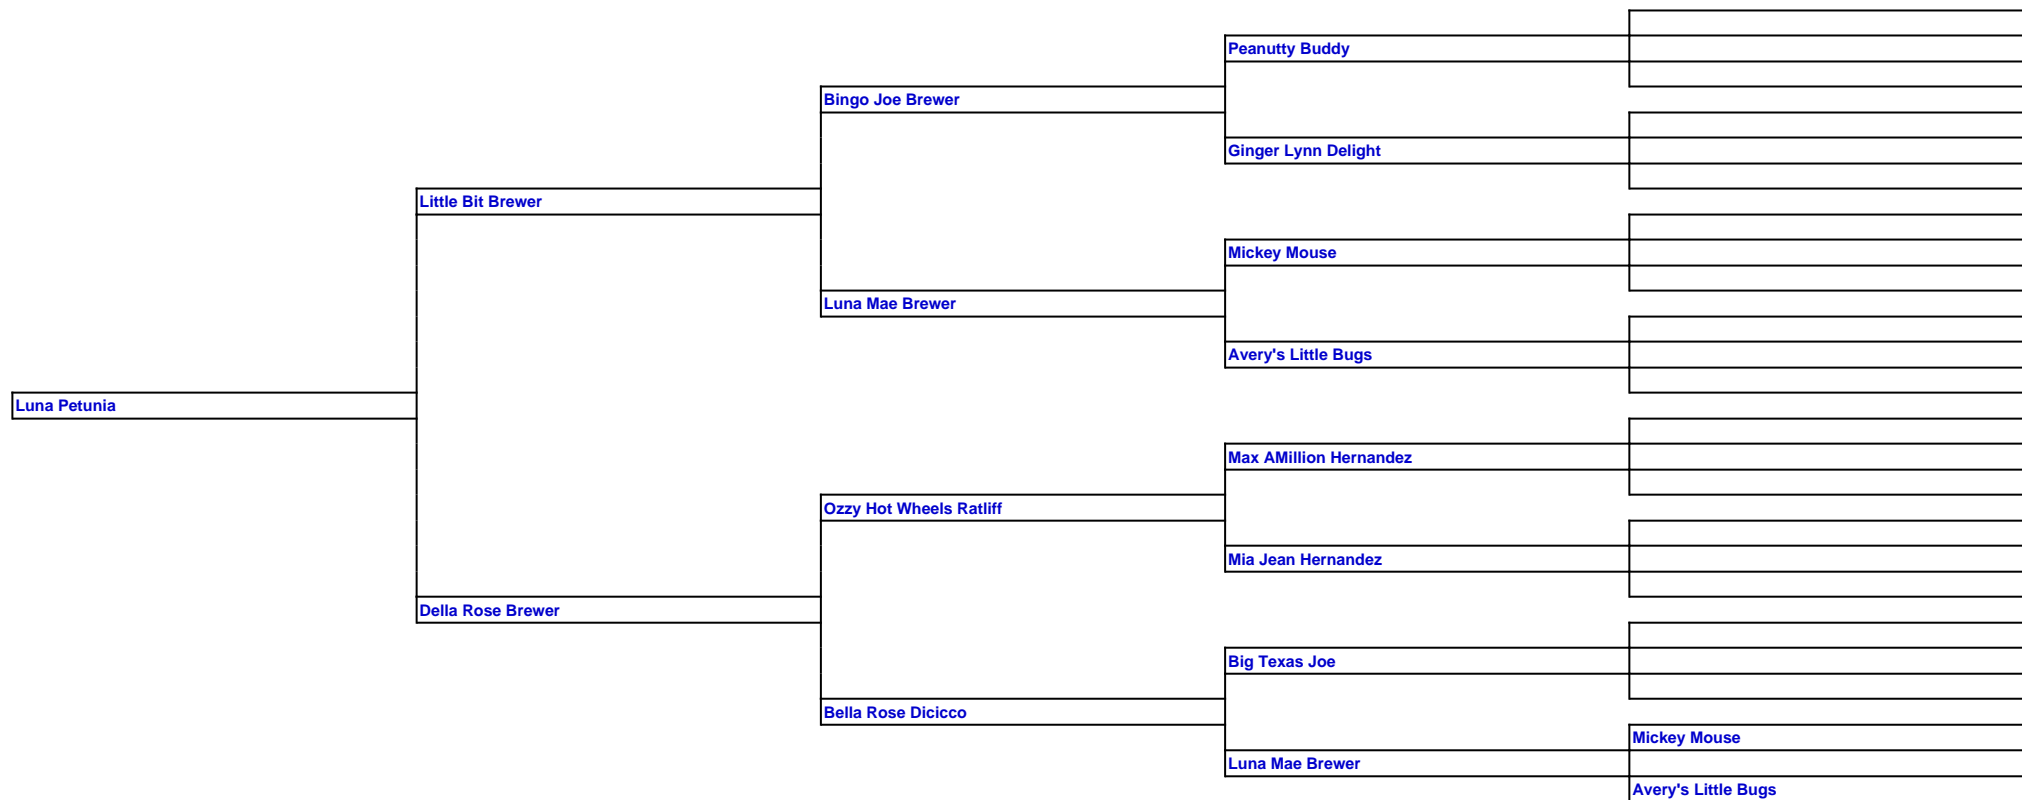 Peanutty Buddy
Bingo Joe Brewer
Ginger Lynn Delight
Little Bit Brewer
Mickey Mouse
Luna Mae Brewer
Avery's Little Bugs
Luna Petunia
Max AMillion Hernandez
Ozzy Hot Wheels Ratliff
Mia Jean Hernandez
Della Rose Brewer
Big Texas Joe
Bella Rose Dicicco
Mickey Mouse
Luna Mae Brewer
Avery's Little Bugs